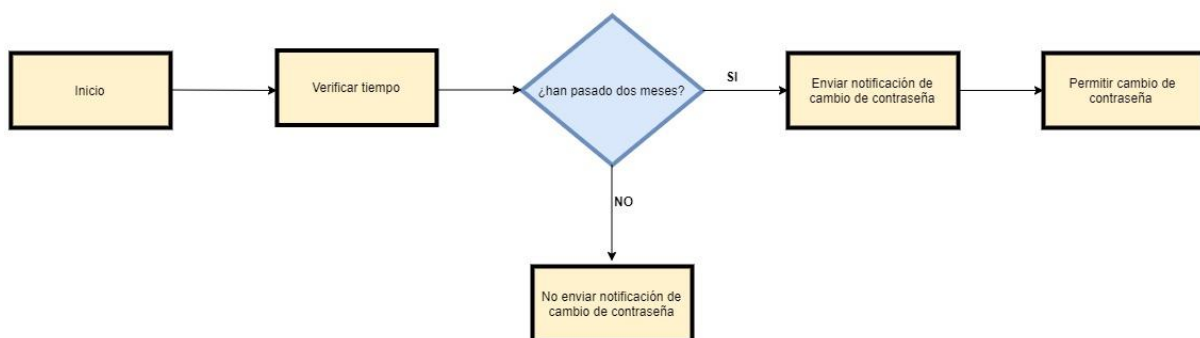 Inicio
Verificar tiempo
¿han pasado dos meses?
SI
Enviar notificación de
cambio de contraseña
Permitir cambio de
contraseña
NO
No enviar notificación de
cambio de contraseña